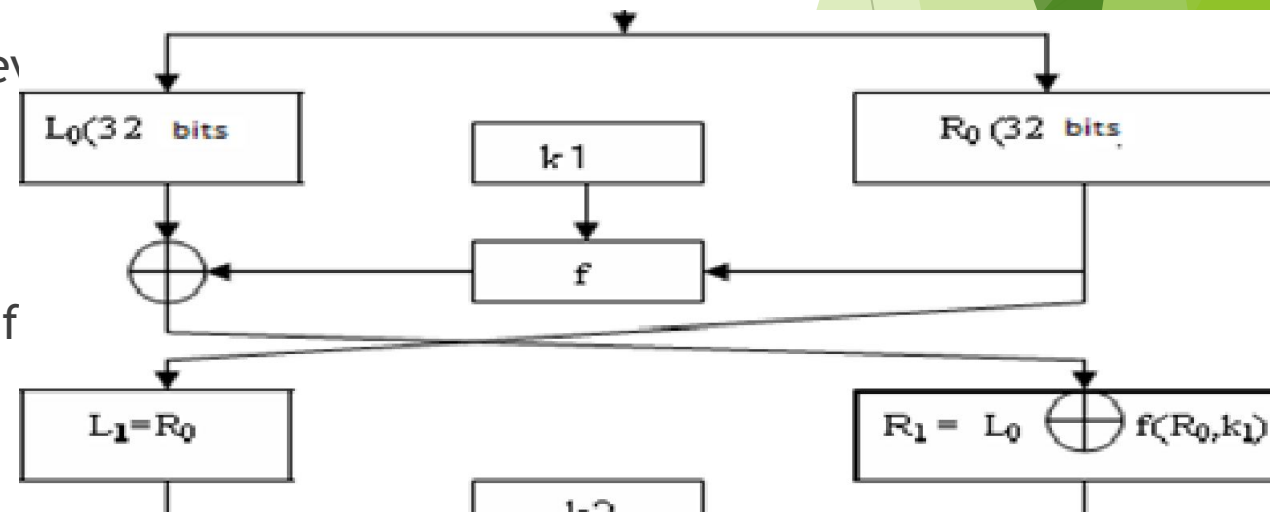 L₀(32 bits
R₀ (32 bits
k1
f
f
L₁=R₀
R₁ = L₀ ⊕ f(R₀,k₁)